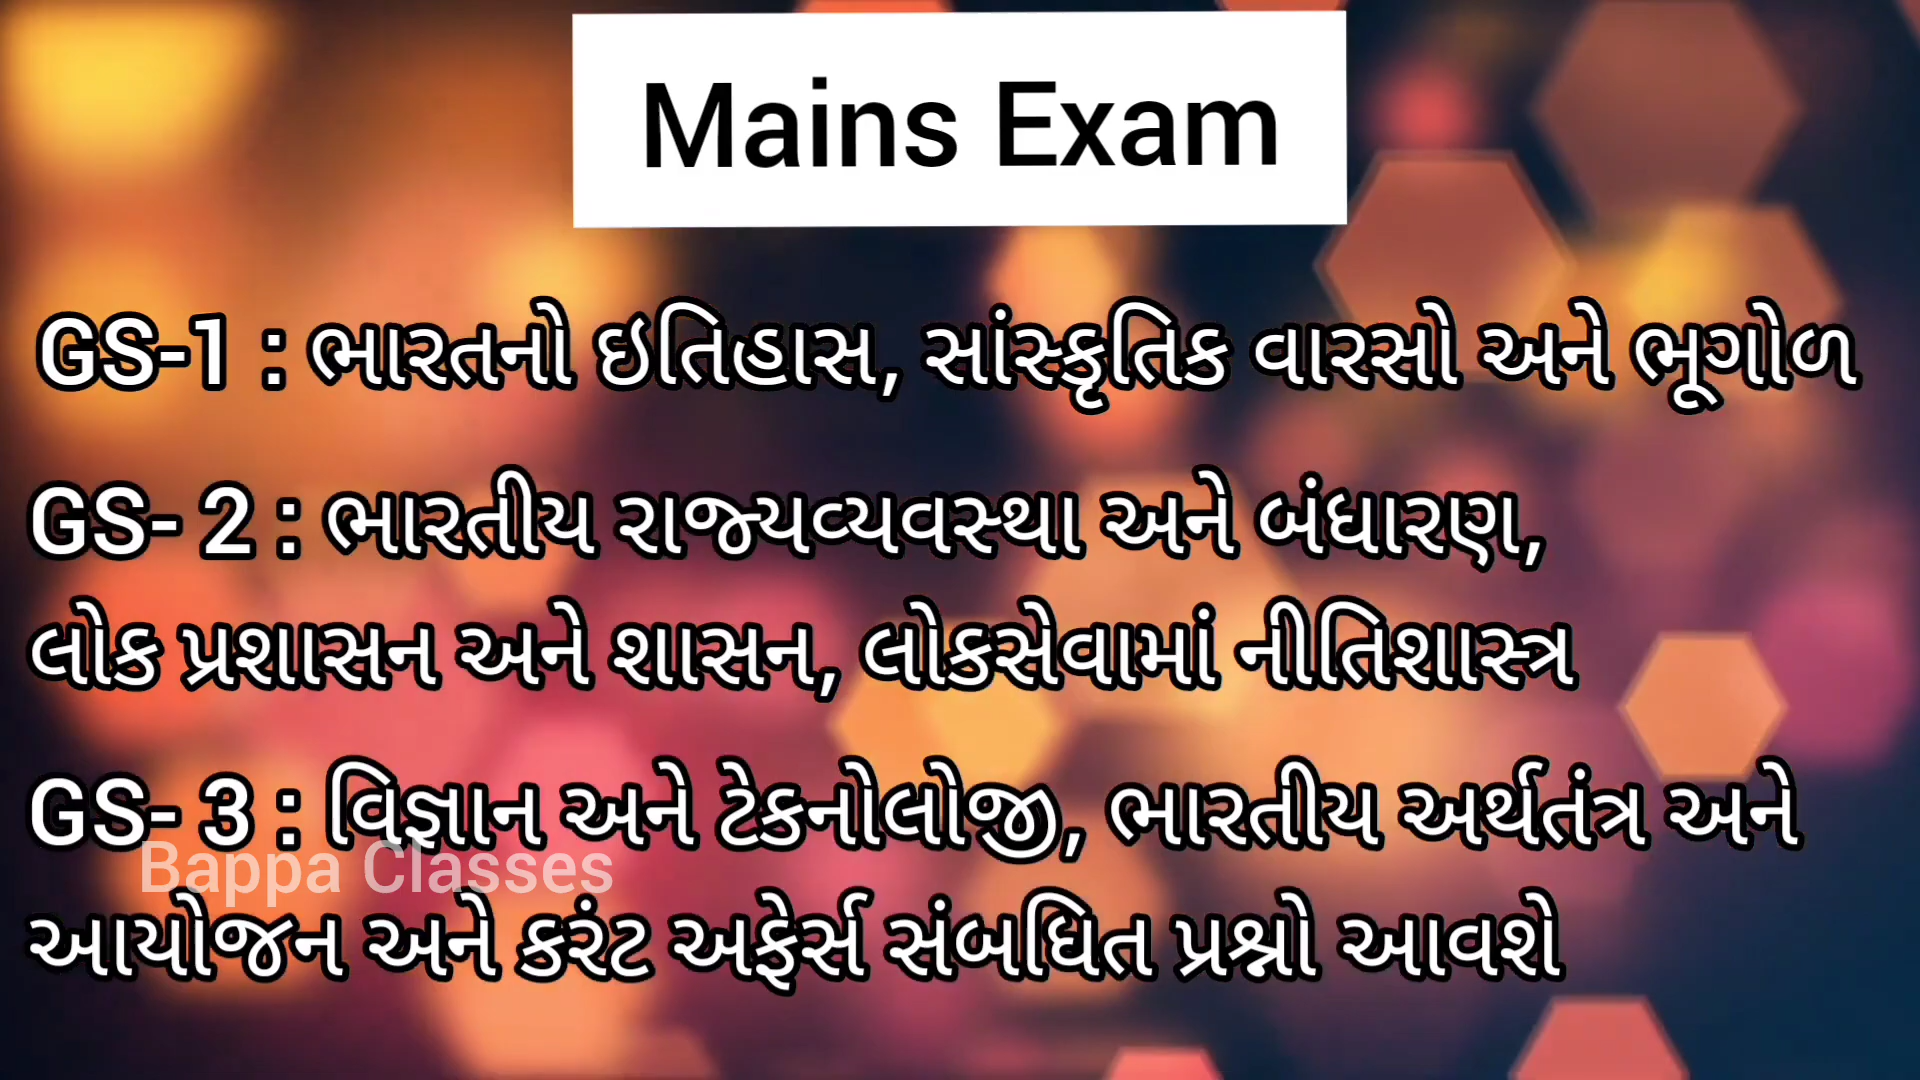 Mains Exam
GS-1 : ભારતનો ઇતિહાસ, સાંસ્કૃતિક વારસો અને ભૂગોળ
GS- 2 : ભારતીય રાજ્યવ્યવસ્થા અને બંધારણ,
લોક પ્રશાસન અને શાસન, લોકસેવામાં નીતિશાસ્ત્ર
GS- 3 : વિજ્ઞાન અને ટેકનોલોજી, ભારતીય અર્થતંત્ર અને
Bappa Classes
આયોજન અને કરંટ અફેર્સ સંબધિત પ્રશ્નો આવશે